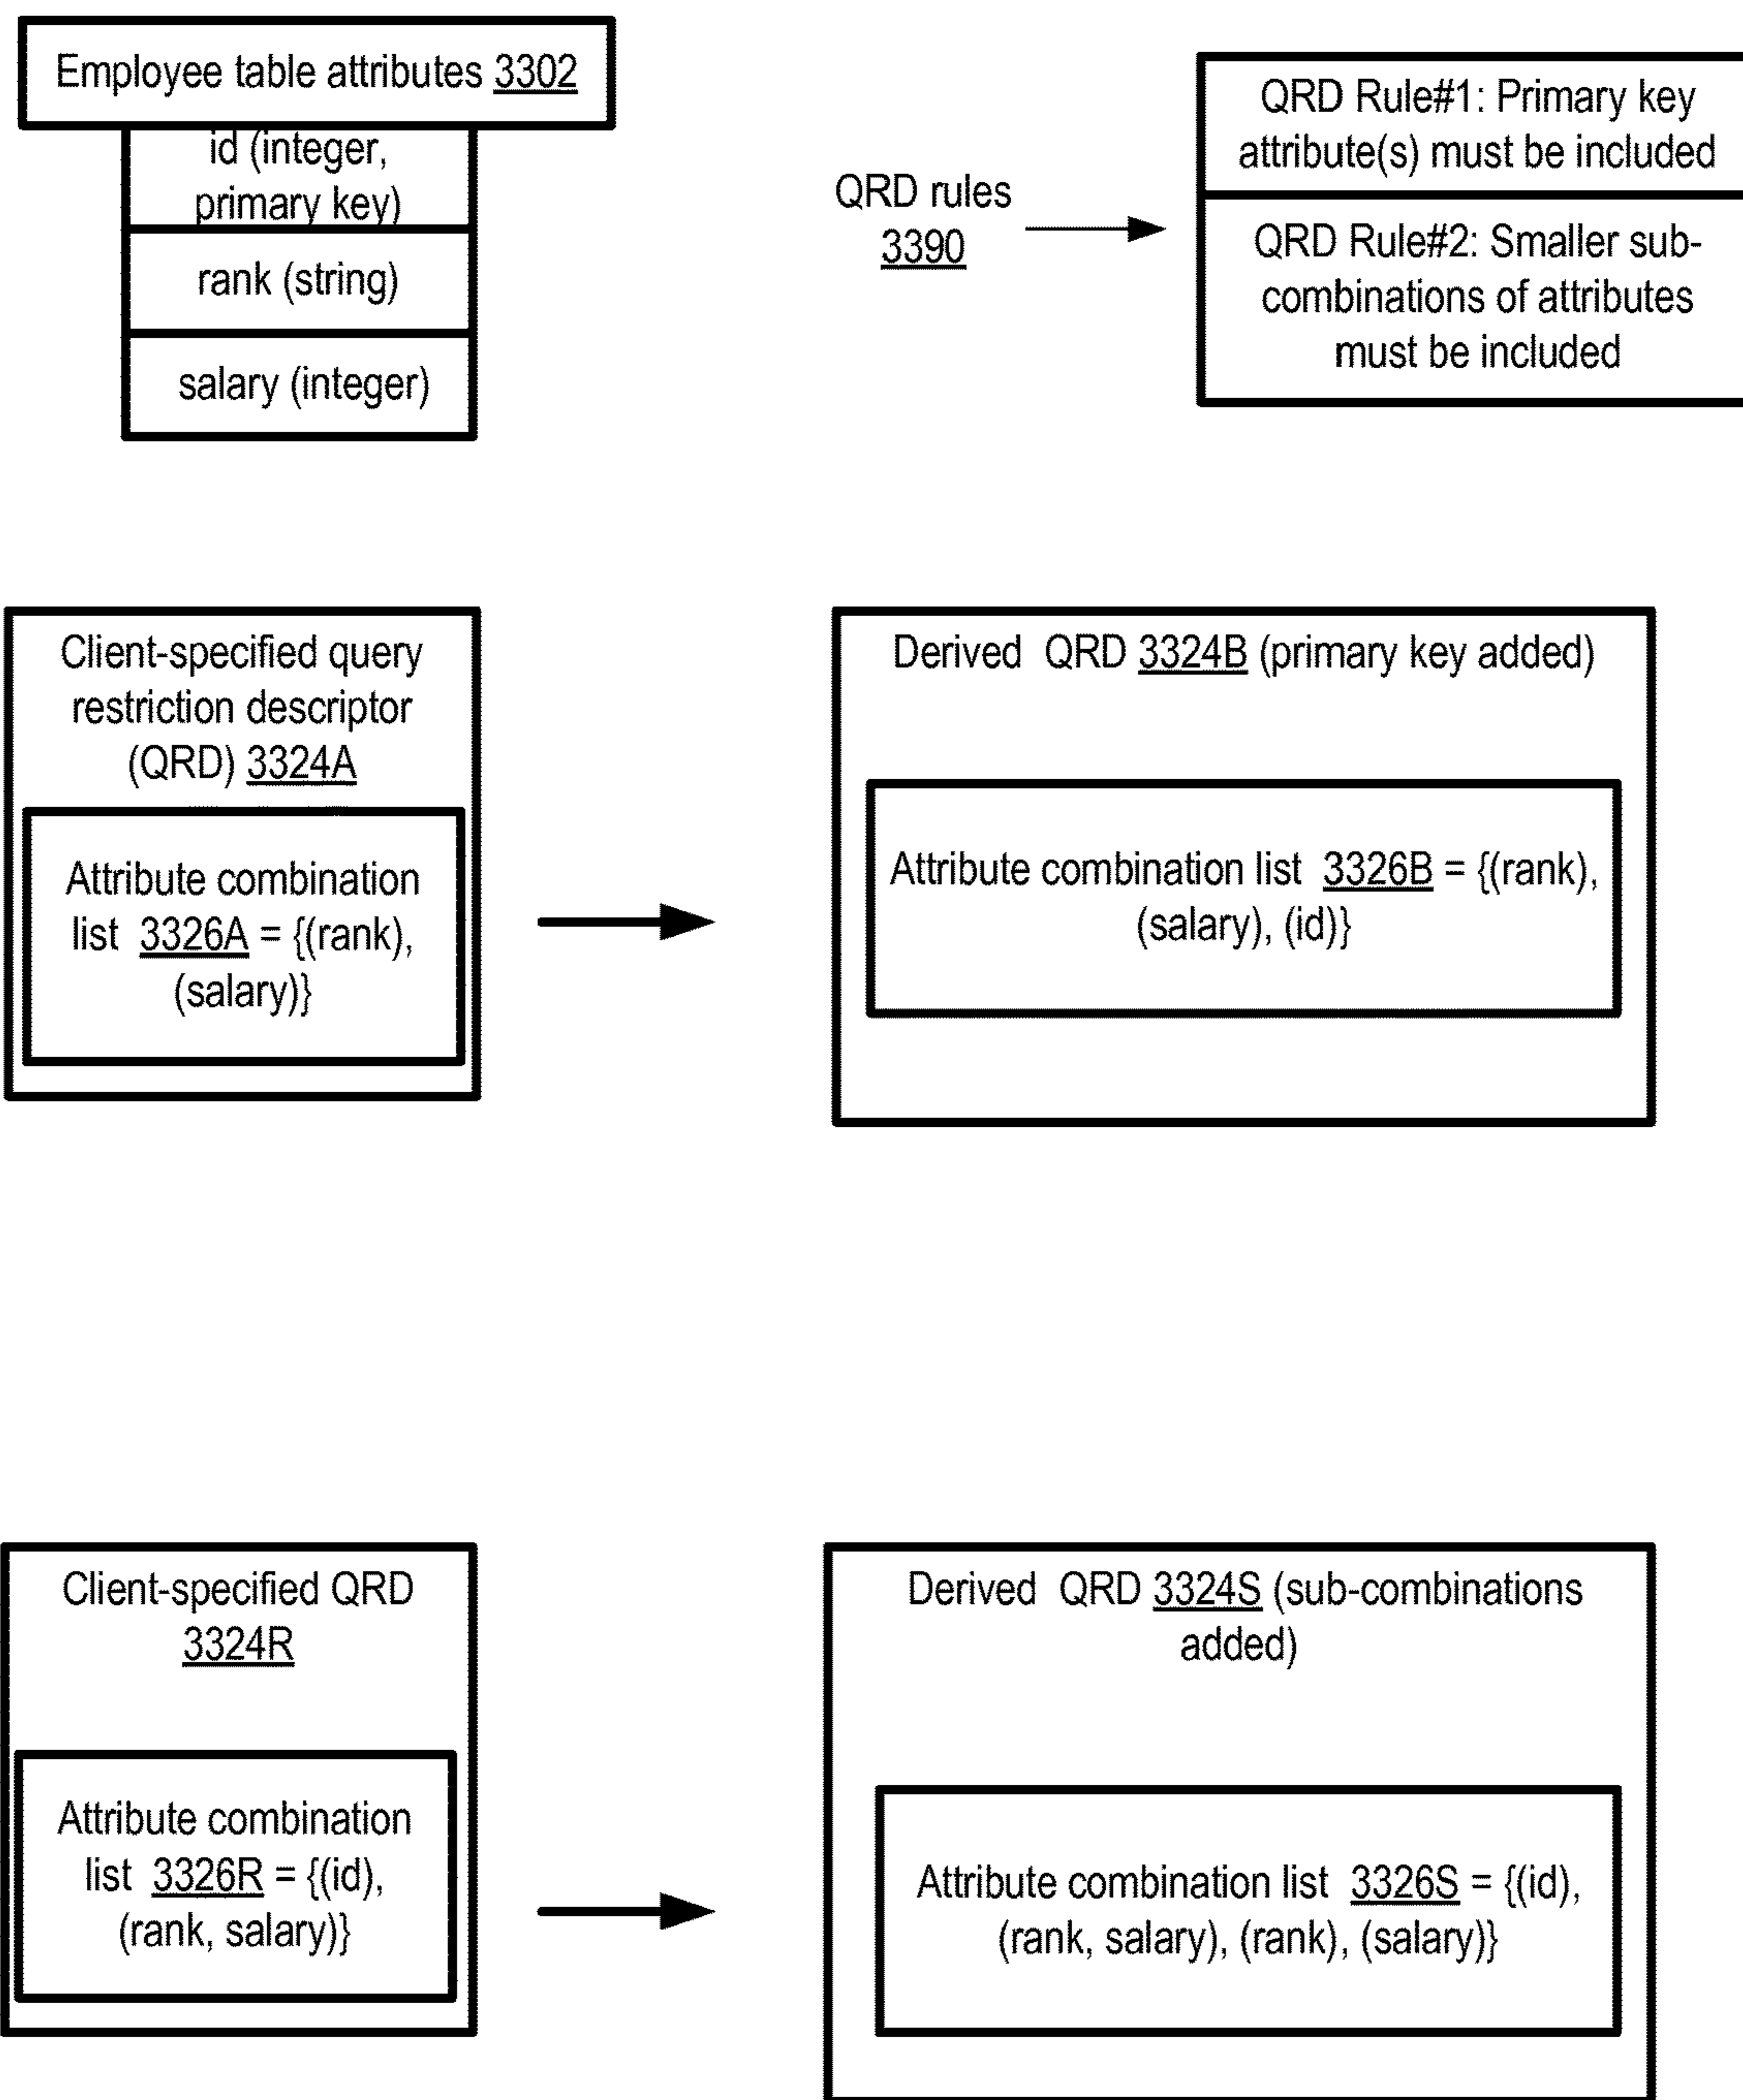 Employee table attributes 3302
id (integer,
primary key)
rank (string)
salary (integer)
QRD rules
3390
QRD Rule#1: Primary key
attribute(s) must be included
QRD Rule#2: Smaller sub-
combinations of attributes
must be included
Client-specified query
restriction descriptor
(QRD) 3324A
Attribute combination
list 3326A = {(rank),
(salary)}
Derived QRD 3324B (primary key added)
Attribute combination list 3326B = {(rank),
(salary), (id)}
Client-specified QRD
3324R
Attribute combination
list 3326R = {(id),
(rank, salary)}
Derived QRD 3324S (sub-combinations
added)
Attribute combination list 3326S = {(id),
(rank, salary), (rank), (salary)}